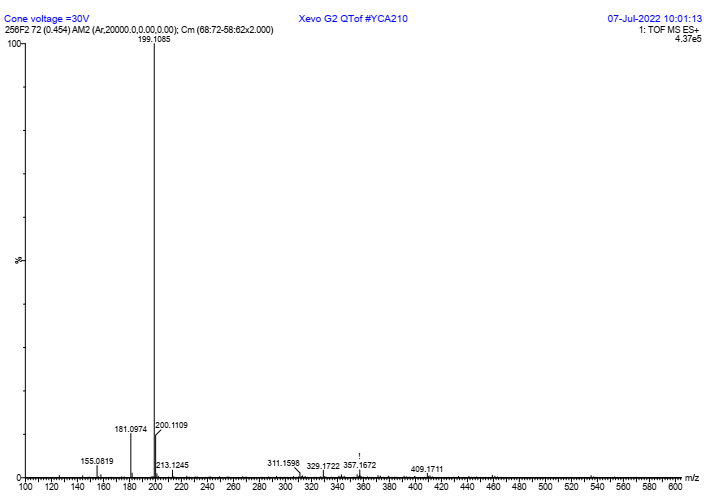 Cone voltage =30V
Xevo G2 QTof #YCA210
07-Jul-2022 10:01:13
256F2 72 (0.454) AM2 (Ar,20000.0,0.00,0.00); Cm (68:72-58:62x2.000)
1: TOF MS ES+
4.37e5
100
199.1085
%
181.0974
200.1109
155.0819
213.1245
311.1598
329.1722
!
357.1672
409.1711
0
m/z
100 120 140 160 180 200 220 240 260 280 300 320 340 360 380 400 420 440 460 480 500 520 540 560 580 600